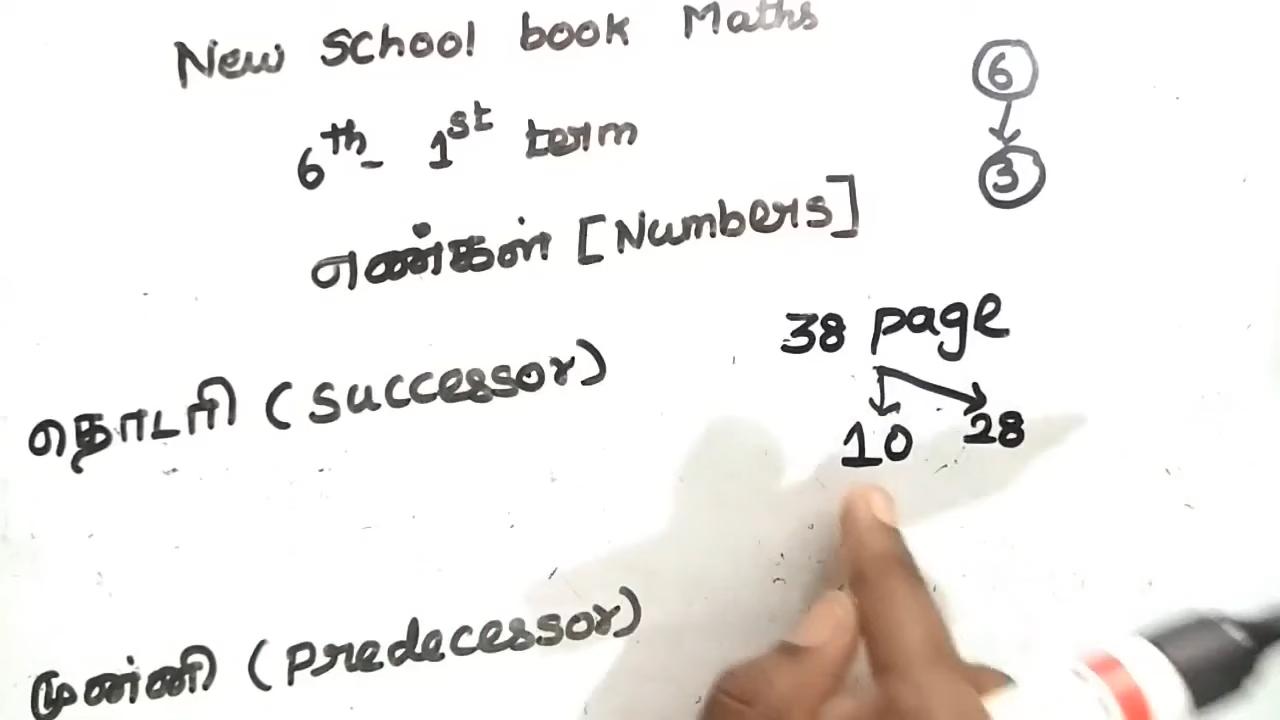 New School book Maths
6th- 1st term
எண்கள் [Numbers]
6
3
38 page
10 28
தொடரி (Successor)
முன்னி (Predecessor)